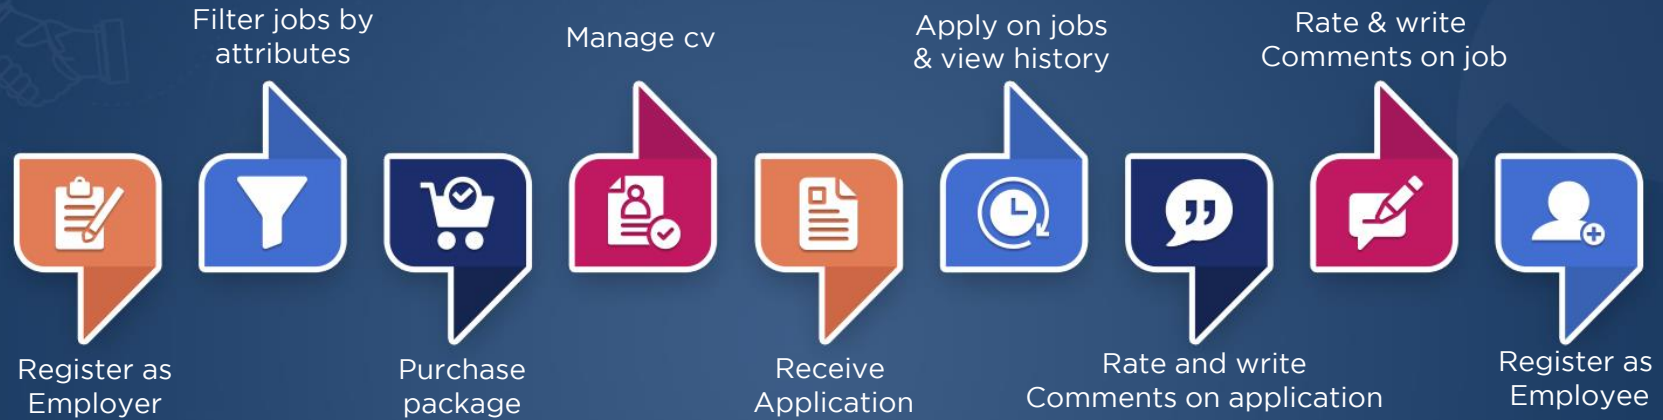 Filter jobs by
attributes
Manage cv
Apply on jobs
& view history
Rate & write
Comments on job
Register as
Employer
Purchase
package
Receive
Application
Rate and write
Comments on application
Register as
Employee